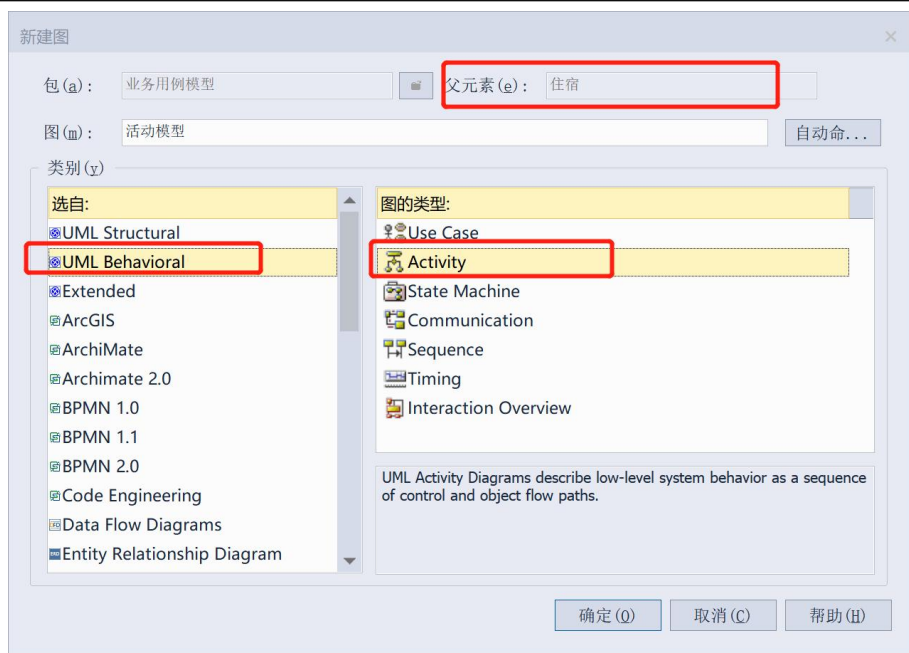 新建图
包(a): 业务用例模型 父元素(e): 住宿
图(m): 活动模型 自动命...
类别(y)
选自: 图的类型:
UML Structural Use Case
UML Behavioral Activity
Extended State Machine
ArcGIS Communication
ArchiMate Sequence
Archimate 2.0 Timing
BPMN 1.0 Interaction Overview
BPMN 1.1
BPMN 2.0
Code Engineering
Data Flow Diagrams
Entity Relationship Diagram
UML Activity Diagrams describe low-level system behavior as a sequence
of control and object flow paths.
确定(O) 取消(C) 帮助(H)